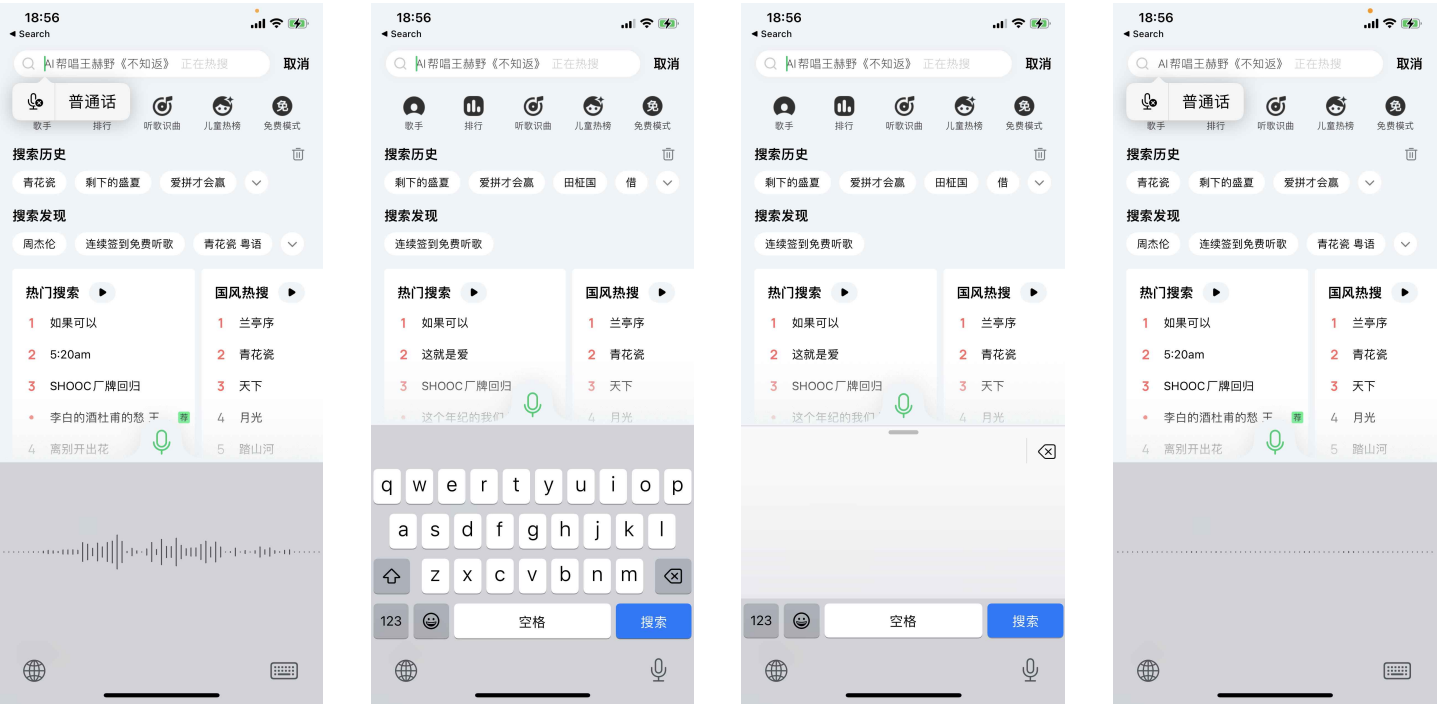 18:56
Search
AI帮唱王赫野《不知返》 正在热搜
取消
普通话
歌手 排行 听歌识曲 儿童热榜 免费模式
搜索历史
青花瓷 剩下的盛夏 爱拼才会赢
搜索发现
周杰伦 连续签到免费听歌 青花瓷 粤语
热门搜索 国风热搜
1 如果可以 1 兰亭序
2 5:20am 2 青花瓷
3 SHOOC厂牌回归 3 天下
李白的酒杜甫的愁 王 荐 4 月光
4 离别开出花 5 踏山河
18:56
Search
AI帮唱王赫野《不知返》 正在热搜
取消
歌手 排行 听歌识曲 儿童热榜 免费模式
搜索历史
剩下的盛夏 爱拼才会赢 田柾国 借
搜索发现
连续签到免费听歌
热门搜索 国风热搜
1 如果可以 1 兰亭序
2 这就是爱 2 青花瓷
3 SHOOC厂牌回归 3 天下
这个年纪的我们 4 月光
q w e r t y u i o p
a s d f g h j k l
z x c v b n m
123 空格 搜索
18:56
Search
AI帮唱王赫野《不知返》 正在热搜
取消
歌手 排行 听歌识曲 儿童热榜 免费模式
搜索历史
剩下的盛夏 爱拼才会赢 田柾国 借
搜索发现
连续签到免费听歌
热门搜索 国风热搜
1 如果可以 1 兰亭序
2 这就是爱 2 青花瓷
3 SHOOC厂牌回归 3 天下
这个年纪的我们 4 月光
123 空格 搜索
18:56
Search
AI帮唱王赫野《不知返》 正在热搜
取消
普通话
歌手 排行 听歌识曲 儿童热榜 免费模式
搜索历史
青花瓷 剩下的盛夏 爱拼才会赢
搜索发现
周杰伦 连续签到免费听歌 青花瓷 粤语
热门搜索 国风热搜
1 如果可以 1 兰亭序
2 5:20am 2 青花瓷
3 SHOOC厂牌回归 3 天下
李白的酒杜甫的愁 王 荐 4 月光
4 离别开出花 5 踏山河